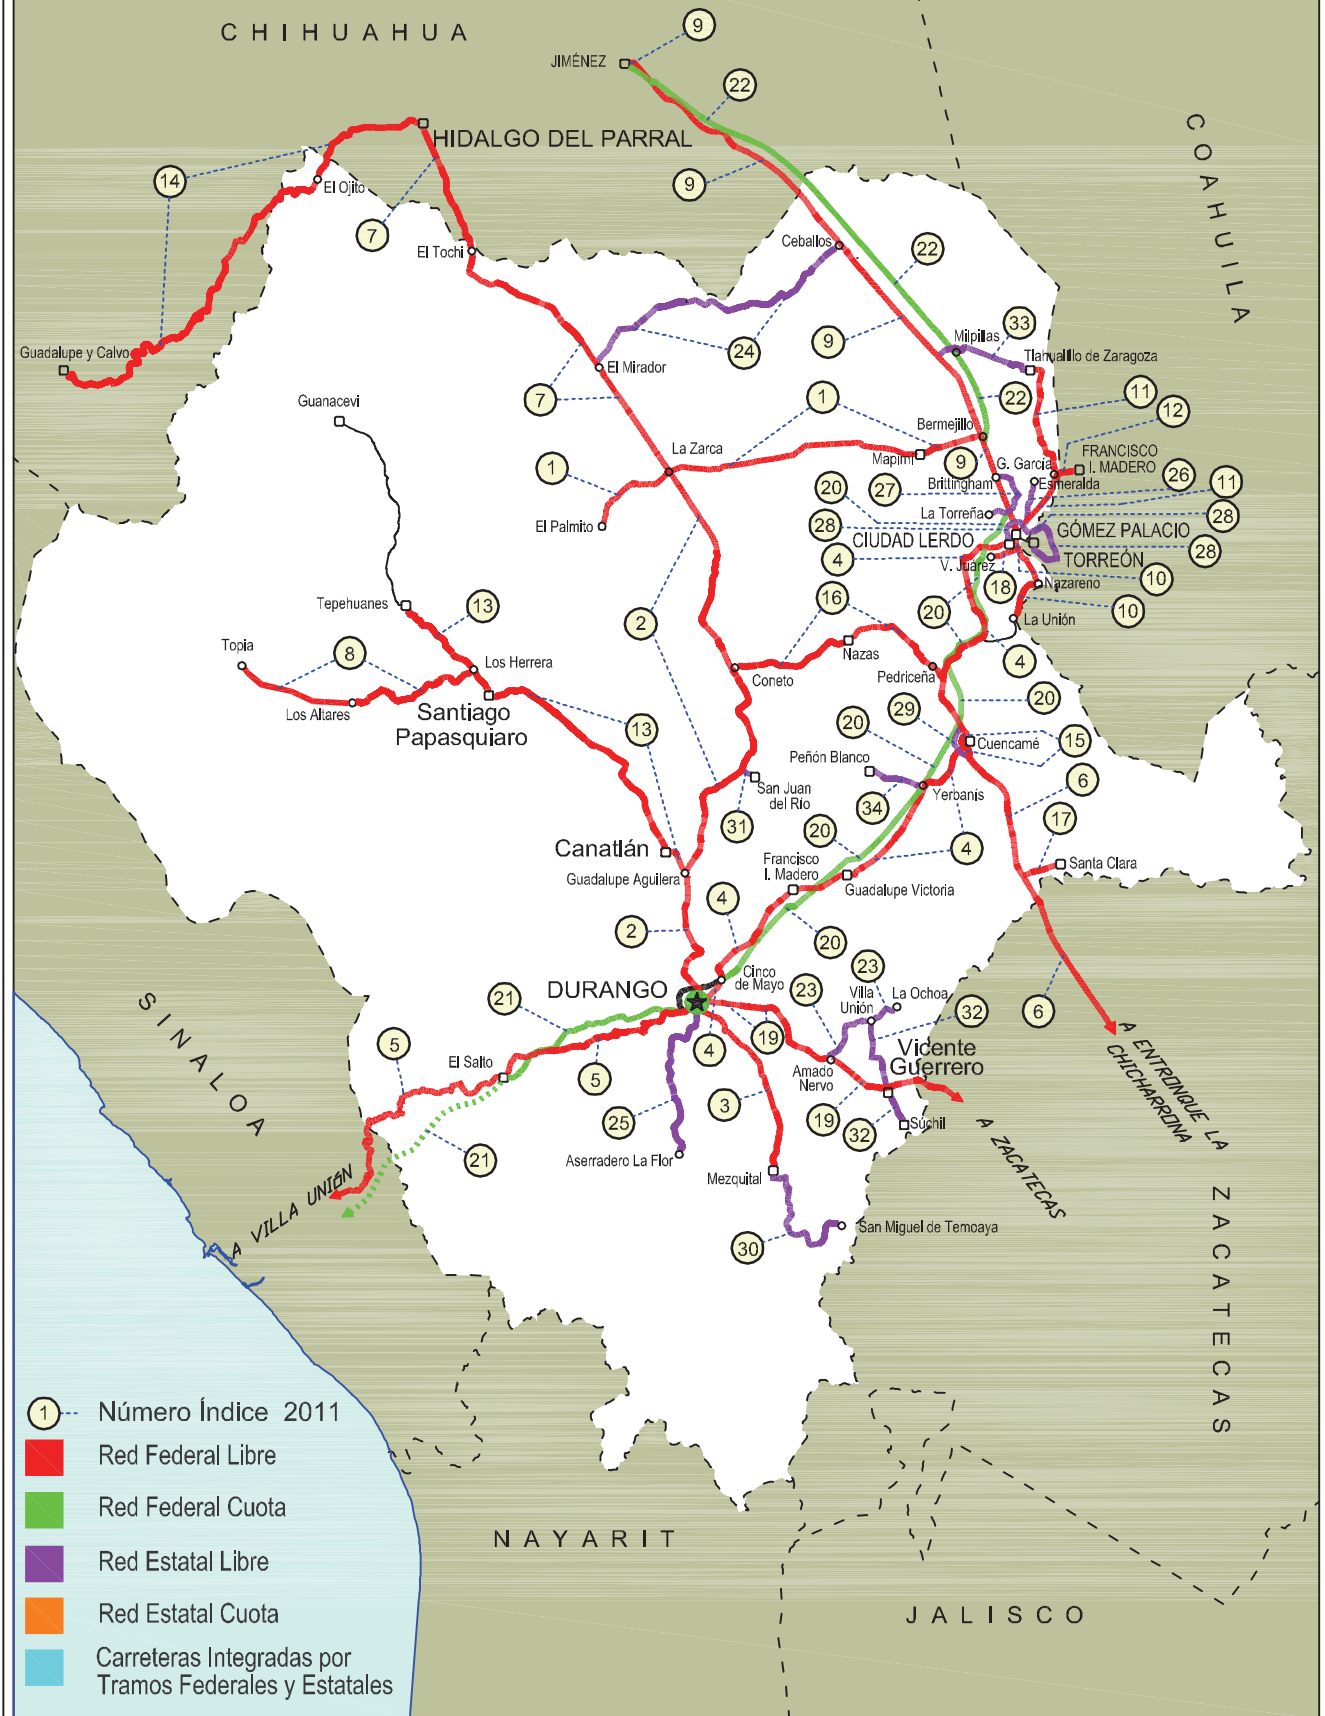 CHIHUAHUA
9
JIMÉNEZ
22
HIDALGO DEL PARRAL
COAHUILA
14
El Ojito
9
7
El Tochi
Ceballos
22
33
Milpillas
9
24
Tlahualilo de Zaragoza
Guadalupe y Calvo
El Mirador
Guanacevi
7
1
22
11
12
Bermejillo
La Zarca
FRANCISCO
I. MADERO
Mapimí
9
G. García
1
Brittingham
Esmeralda
26
20
27
11
La Torreña
El Palmito
28
28
GÓMEZ PALACIO
CIUDAD LERDO
28
4
V. Juárez
TORREÓN
18
10
Nazareno
Tepehuanes
13
16
20
10
2
La Unión
Topia
8
Nazas
Los Herrera
4
Coneto
Pedriceña
Los Altares
Santiago
Papasquiaro
20
29
13
20
Cuencamé
15
Peñón Blanco
San Juan
del Río
6
Yerbanis
34
31
20
17
Canatlán
4
Francisco
I. Madero
Santa Clara
Guadalupe Aguilera
Guadalupe Victoria
4
2
20
23
Cinco
de Mayo
DURANGO
23
Villa
Unión
La Ochoa
SINALOA
21
32
6
19
5
4
Vicente
Guerrero
El Salto
Amado
Nervo
A ENTRONQUE LA
CHICHARRONA
5
3
25
19
32
Súchil
A ZACATECAS
21
Aserradero La Flor
Mezquital
A VILLA UNIÓN
San Miguel de Temoaya
30
ZACATECAS
1
Número Índice 2011
Red Federal Libre
Red Federal Cuota
NAYARIT
Red Estatal Libre
Red Estatal Cuota
JALISCO
Carreteras Integradas por
Tramos Federales y Estatales